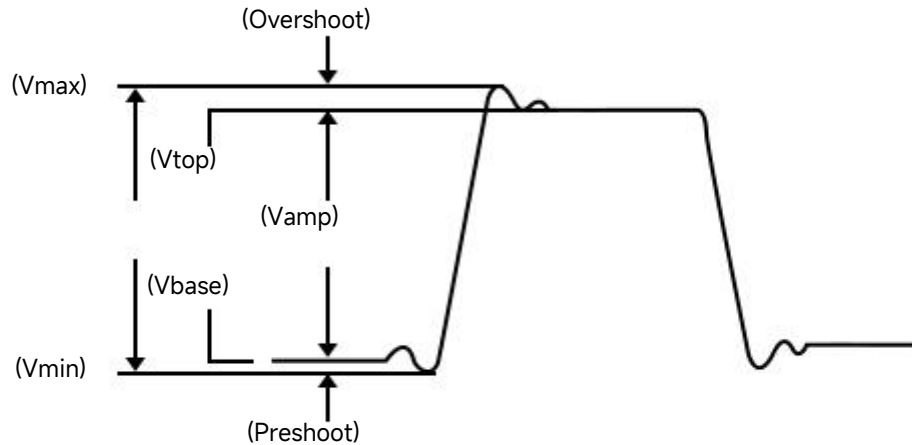 (Overshoot)
(Vmax)
(Vtop)
(Vamp)
(Vbase)
(Vmin)
(Preshoot)